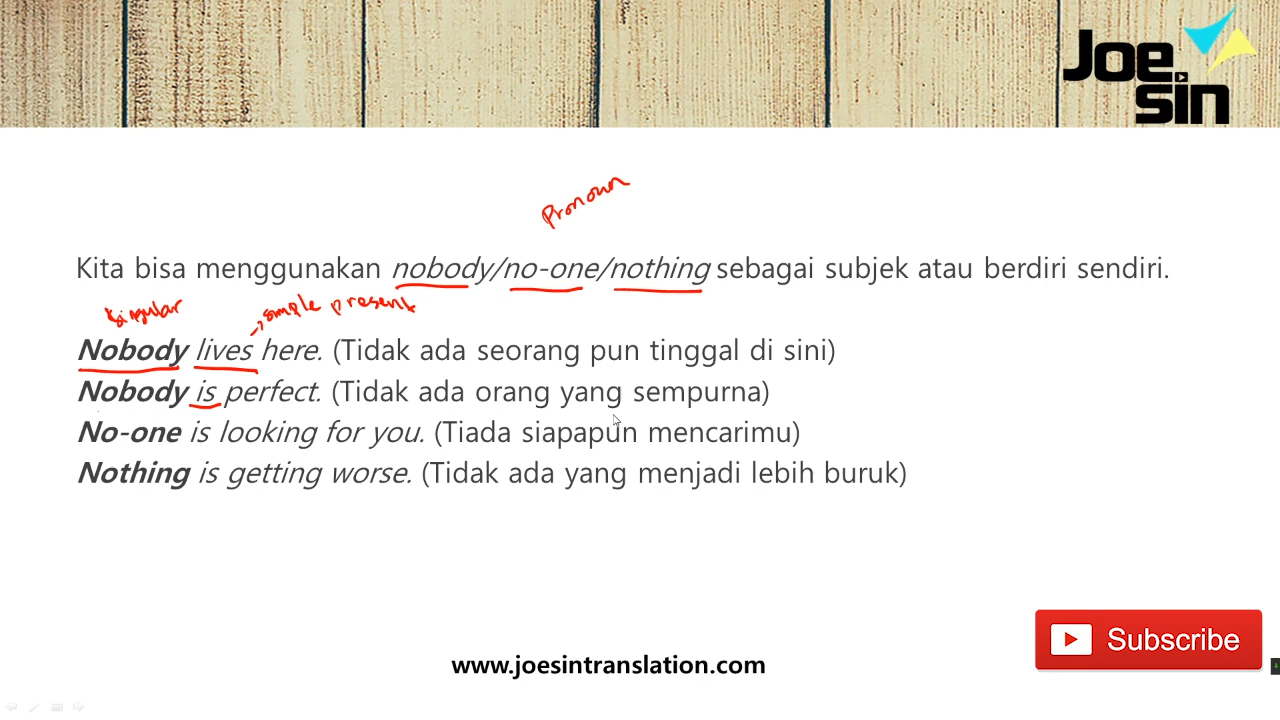 Joe
sin
Pronoun
Kita bisa menggunakan nobody/no-one/nothing sebagai subjek atau berdiri sendiri.
Singular
simple present
Nobody lives here. (Tidak ada seorang pun tinggal di sini)
Nobody is perfect. (Tidak ada orang yang sempurna)
No-one is looking for you. (Tiada siapapun mencarimu)
Nothing is getting worse. (Tidak ada yang menjadi lebih buruk)
Subscribe
www.joesintranslation.com